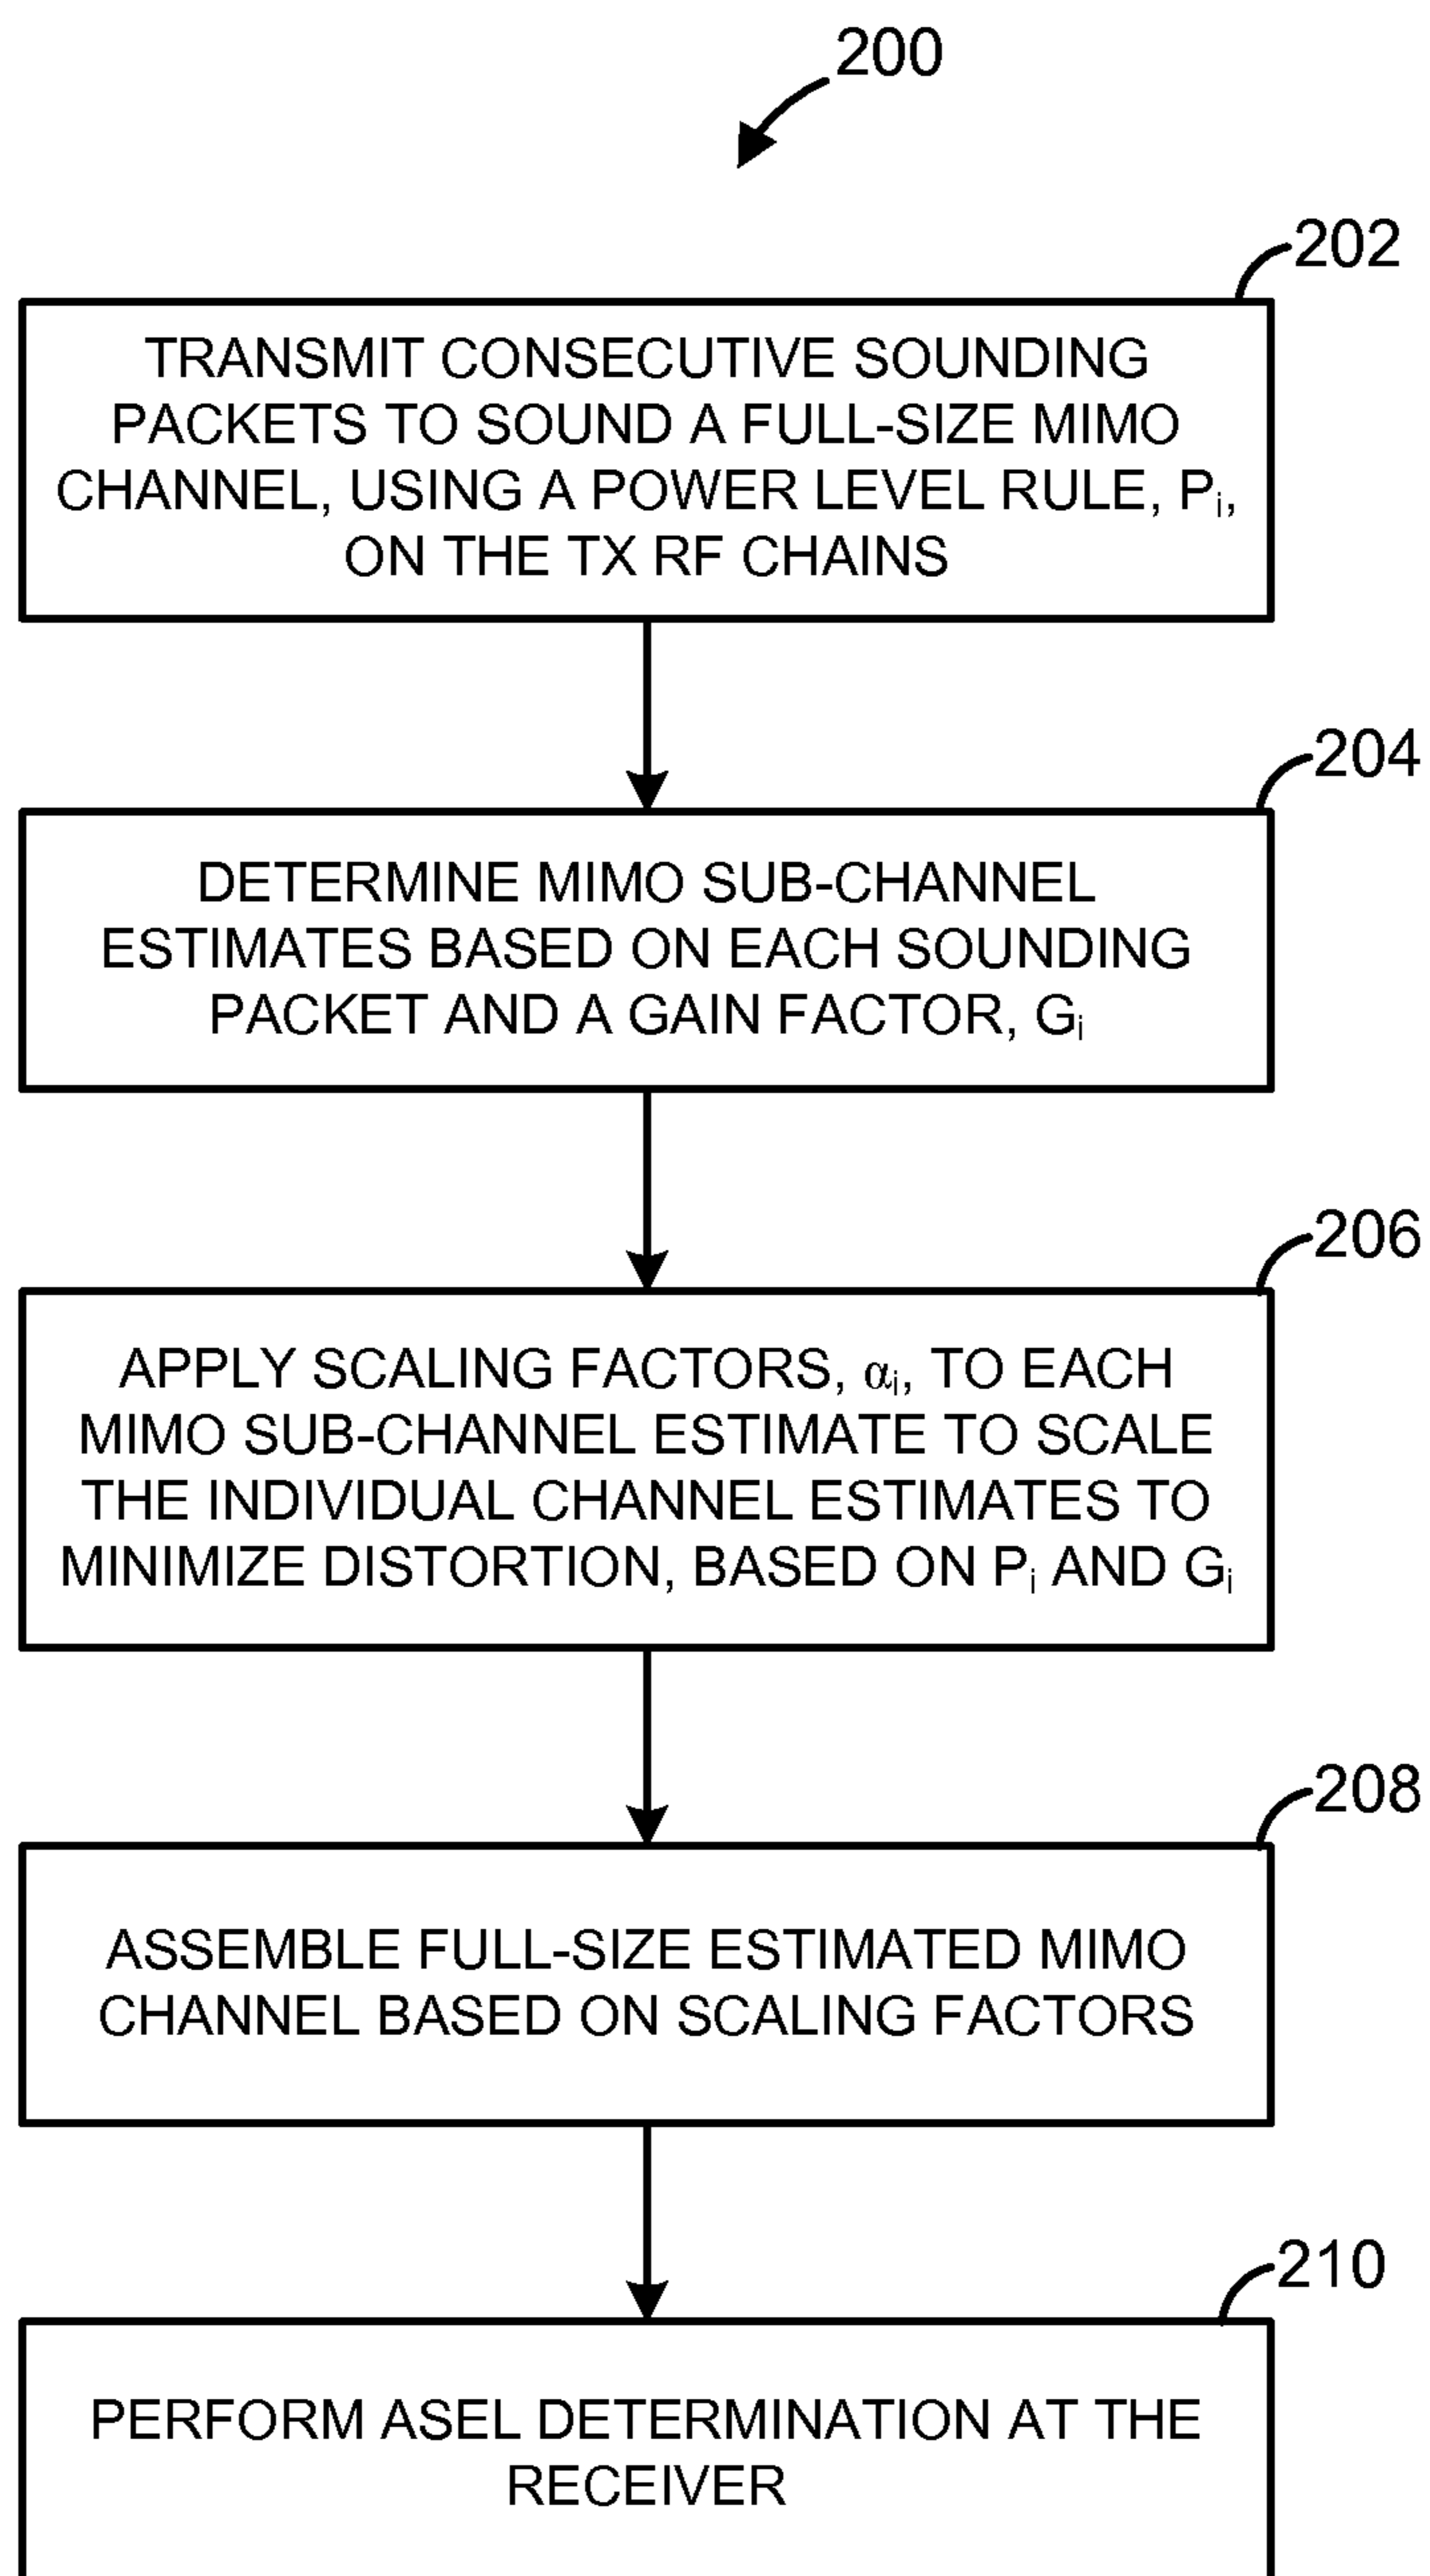 200
202
TRANSMIT CONSECUTIVE SOUNDING
PACKETS TO SOUND A FULL-SIZE MIMO
CHANNEL, USING A POWER LEVEL RULE, Pi,
ON THE TX RF CHAINS
204
DETERMINE MIMO SUB-CHANNEL
ESTIMATES BASED ON EACH SOUNDING
PACKET AND A GAIN FACTOR, Gi
206
APPLY SCALING FACTORS, αi, TO EACH
MIMO SUB-CHANNEL ESTIMATE TO SCALE
THE INDIVIDUAL CHANNEL ESTIMATES TO
MINIMIZE DISTORTION, BASED ON Pi AND Gi
208
ASSEMBLE FULL-SIZE ESTIMATED MIMO
CHANNEL BASED ON SCALING FACTORS
210
PERFORM ASEL DETERMINATION AT THE
RECEIVER